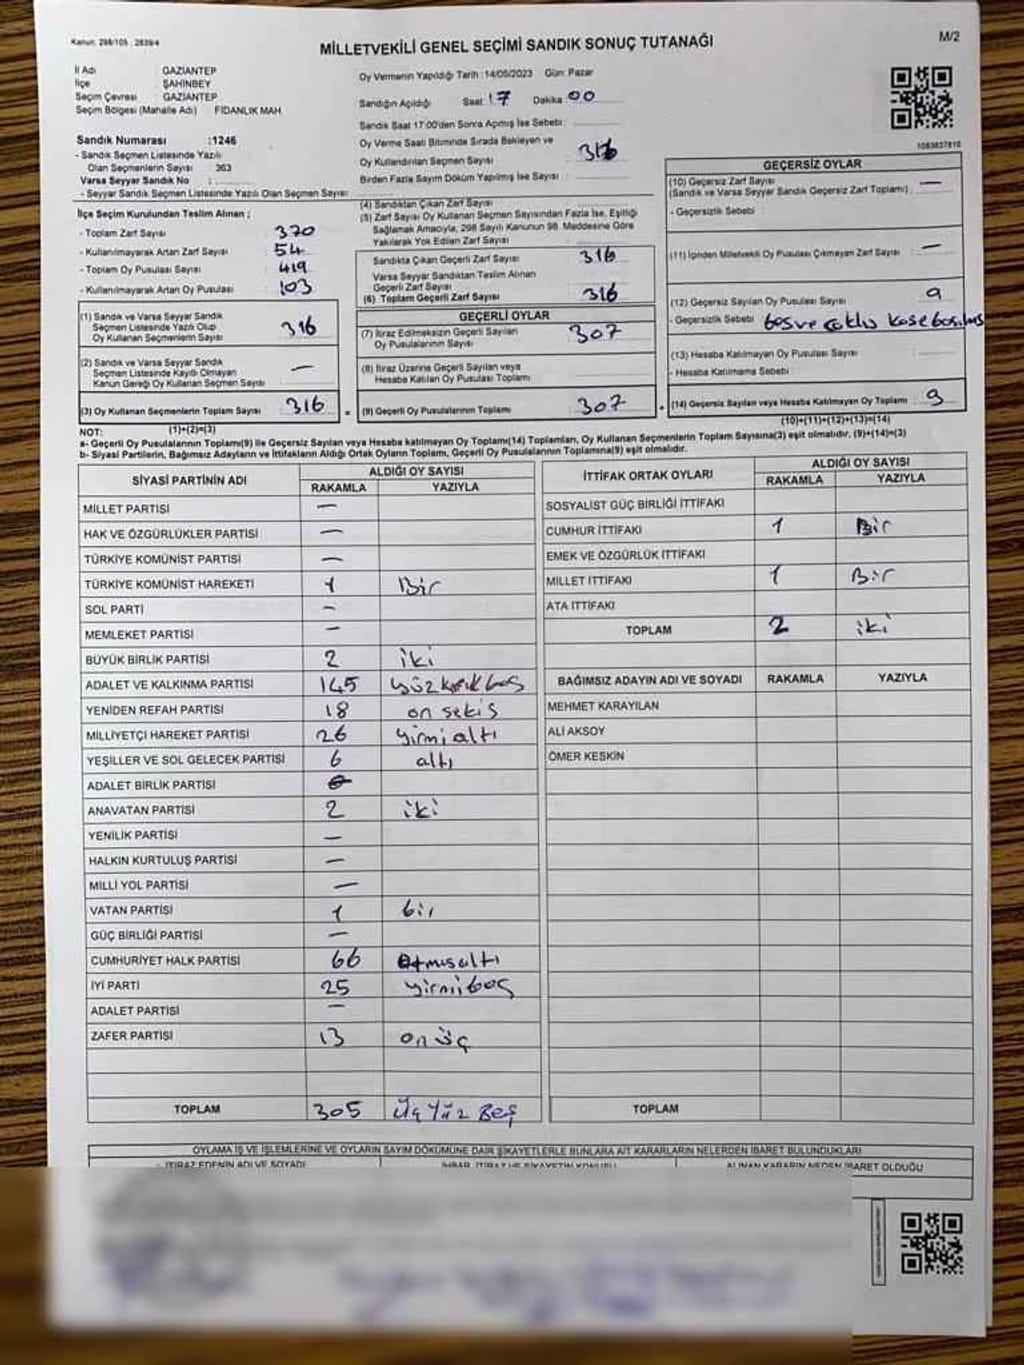 Kanun: 298/105, 2839/4
MİLLETVEKİLİ GENEL SEÇİMİ SANDIK SONUÇ TUTANAĞI
M/2
İl Adı GAZİANTEP
İlçe ŞAHİNBEY
Seçim Çevresi GAZİANTEP
Seçim Bölgesi (Mahalle Adı) FİDANLIK MAH
Sandık Numarası :1246
- Sandık Seçmen Listesinde Yazılı
Olan Seçmenlerin Sayısı : 363
Varsa Seyyar Sandık No :
- Seyyar Sandık Seçmen Listesinde Yazılı Olan Seçmen Sayısı:
Oy Vermenin Yapıldığı Tarih :14/05/2023 Gün: Pazar
Sandığın Açıldığı Saat: 17 Dakika: 00
Sandık Saat 17:00'den Sonra Açmış İse Sebebi:
Oy Verme Saati Bitiminde Sırada Bekleyen ve
Oy Kullandırılan Seçmen Sayısı 316
Birden Fazla Sayım Döküm Yapılmış İse Sayısı :
1083837810
İlçe Seçim Kurulundan Teslim Alınan ;
- Toplam Zarf Sayısı 370
- Kullanılmayarak Artan Zarf Sayısı 54
- Toplam Oy Pusulası Sayısı 419
- Kullanılmayarak Artan Oy Pusulası 103
(1) Sandık ve Varsa Seyyar Sandık
Seçmen Listesinde Yazılı Olup
Oy Kullanan Seçmenlerin Sayısı 316
(2) Sandık ve Varsa Seyyar Sandık
Seçmen Listesinde Kayıtlı Olmayan
Kanun Gereği Oy Kullanan Seçmen Sayısı —
(3) Oy Kullanan Seçmenlerin Toplam Sayısı 316 =
(1)+(2)=(3)
(4) Sandıktan Çıkan Zarf Sayısı
(5) Zarf Sayısı Oy Kullanan Seçmen Sayısından Fazla İse, Eşitliği
Sağlamak Amacıyla, 298 Sayılı Kanunun 98. Maddesine Göre
Yakılarak Yok Edilen Zarf Sayısı
Sandıkta Çıkan Geçerli Zarf Sayısı 316
Varsa Seyyar Sandıktan Teslim Alınan
Geçerli Zarf Sayısı
(6) Toplam Geçerli Zarf Sayısı 316
GEÇERLİ OYLAR
(7) İtiraz Edilmeksizin Geçerli Sayılan
Oy Pusulalarının Sayısı 307
(8) İtiraz Üzerine Geçerli Sayılan veya
Hesaba Katılan Oy Pusulası Toplamı
(9) Geçerli Oy Pusulalarının Toplamı 307 +
GEÇERSİZ OYLAR
(10) Geçersiz Zarf Sayısı
(Sandık ve Varsa Seyyar Sandık Geçersiz Zarf Toplamı) : —
- Geçersizlik Sebebi :
(11) İçinden Milletvekili Oy Pusulası Çıkmayan Zarf Sayısı —
(12) Geçersiz Sayılan Oy Pusulası Sayısı 9
- Geçersizlik Sebebi
(13) Hesaba Katılmayan Oy Pusulası Sayısı
- Hesaba Katılmama Sebebi
(14) Geçersiz Sayılan veya Hesaba Katılmayan Oy Toplamı 9
(10)+(11)+(12)+(13)=(14)
NOT:
a- Geçerli Oy Pusulalarının Toplamı(9) ile Geçersiz Sayılan veya Hesaba katılmayan Oy Toplamı(14) Toplamları, Oy Kullanan Seçmenlerin Toplam Sayısına(3) eşit olmalıdır. (9)+(14)=(3)
b- Siyasi Partilerin, Bağımsız Adayların ve İttifakların Aldığı Ortak Oyların Toplamı, Geçerli Oy Pusulalarının Toplamına(9) eşit olmalıdır.
SİYASİ PARTİNİN ADI ALDIĞI OY SAYISI
RAKAMLA YAZIYLA
MİLLET PARTİSİ —
HAK VE ÖZGÜRLÜKLER PARTİSİ —
TÜRKİYE KOMÜNİST PARTİSİ —
TÜRKİYE KOMÜNİST HAREKETİ 1 Bir
SOL PARTİ —
MEMLEKET PARTİSİ —
BÜYÜK BİRLİK PARTİSİ 2 iki
ADALET VE KALKINMA PARTİSİ 145 yüzkırkbeş
YENİDEN REFAH PARTİSİ 18 on sekiz
MİLLİYETÇİ HAREKET PARTİSİ 26 yirmi altı
YEŞİLLER VE SOL GELECEK PARTİSİ 6 altı
ADALET BİRLİK PARTİSİ
ANAVATAN PARTİSİ 2 iki
YENİLİK PARTİSİ —
HALKIN KURTULUŞ PARTİSİ —
MİLLİ YOL PARTİSİ —
VATAN PARTİSİ 1 bir
GÜÇ BİRLİĞİ PARTİSİ —
CUMHURİYET HALK PARTİSİ 66 Atmışaltı
İYİ PARTİ 25 yirmibeş
ADALET PARTİSİ —
ZAFER PARTİSİ 13 on üç
TOPLAM 305 Üç Yüz Beş
İTTİFAK ORTAK OYLARI ALDIĞI OY SAYISI
RAKAMLA YAZIYLA
SOSYALİST GÜÇ BİRLİĞİ İTTİFAKI
CUMHUR İTTİFAKI 1 Bir
EMEK VE ÖZGÜRLÜK İTTİFAKI
MİLLET İTTİFAKI 1 Bir
ATA İTTİFAKI
TOPLAM 2 iki
BAĞIMSIZ ADAYIN ADI VE SOYADI RAKAMLA YAZIYLA
MEHMET KARAYILAN
ALİ AKSOY
ÖMER KESKİN
TOPLAM
OYLAMA İŞ VE İŞLEMLERİNE VE OYLARIN SAYIM DÖKÜMÜNE DAİR ŞİKAYETLERLE BUNLARA AİT KARARLARIN NELERDEN İBARET BULUNDUKLARI
İTİRAZ EDENİN ADI VE SOYADI İHBAR, İTİRAZ VE ŞİKAYETİN KONUSU ALINAN KARARIN NEDEN İBARET OLDUĞU